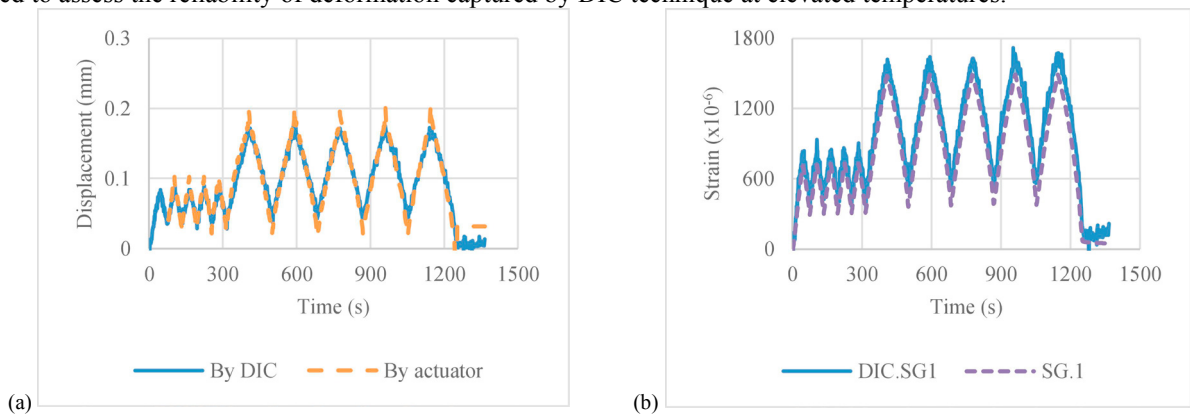 to assess the reliability of deformation captured by DIC technique at elevated temperatures.
0.3
0.2
0.1
0
Displacement (mm)
0 300 600 900 1200 1500
Time (s)
By DIC By actuator
(a)
1800
1200
600
0
Strain (x10⁻⁶)
0 300 600 900 1200 1500
Time (s)
DIC.SG1 SG.1
(b)